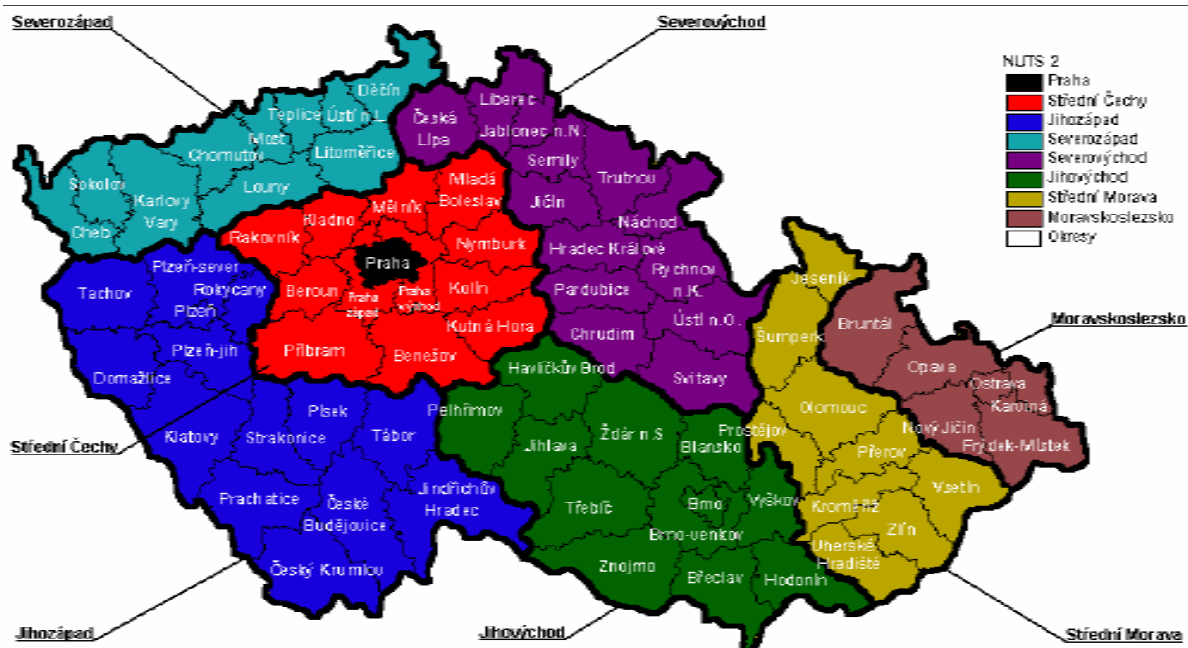 Severozápad
Severovýchod
NUTS 2
Praha
Střední Čechy
Jihozápad
Severozápad
Severovýchod
Jihovýchod
Střední Morava
Moravskoslezsko
Okresy
Děčín
Teplice
Ústí n.L.
Most
Chomutov
Litoměřice
Louny
Sokolov
Karlovy
Vary
Cheb
Česká
Lípa
Liberec
Jablonec n.N.
Semily
Trutnov
Jičín
Náchod
Hradec Králové
Rychnov
n.K.
Pardubice
Ústí n.O.
Chrudim
Svitavy
Mladá
Boleslav
Mělník
Kladno
Rakovník
Nymburk
Praha
Beroun
Praha
západ
Praha
východ
Kolín
Kutná Hora
Příbram
Benešov
Plzeň-sever
Rokycany
Tachov
Plzeň
Plzeň-jih
Domažlice
Klatovy
Písek
Strakonice
Tábor
Prachatice
České
Budějovice
Jindřichův
Hradec
Český Krumlov
Havlíčkův Brod
Pelhřimov
Jihlava
Žďár n.S
Blansko
Třebíč
Brno
Vyškov
Brno-venkov
Znojmo
Břeclav
Hodonín
Jeseník
Šumperk
Olomouc
Prostějov
Přerov
Kroměříž
Vsetín
Zlín
Uherské
Hradiště
Bruntál
Opava
Ostrava
Karviná
Nový Jičín
Frýdek-Místek
Moravskoslezsko
Střední Čechy
Jihozápad
Jihovýchod
Střední Morava